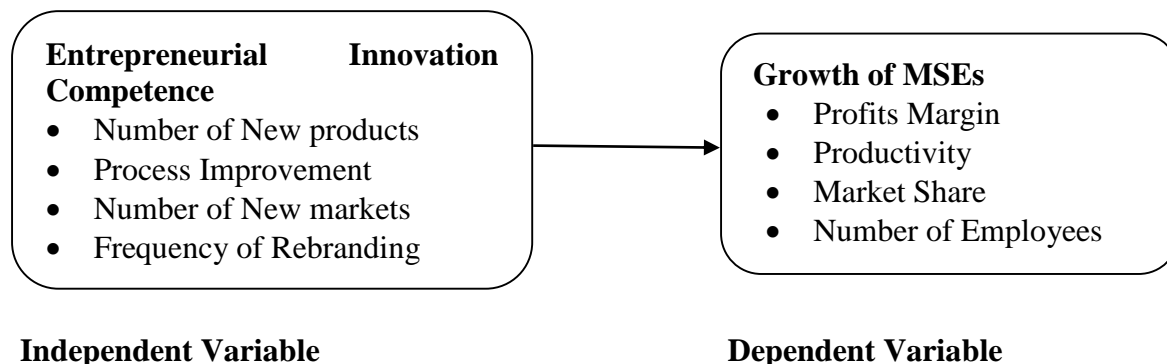 Entrepreneurial Innovation
Competence
• Number of New products
• Process Improvement
• Number of New markets
• Frequency of Rebranding
Growth of MSEs
• Profits Margin
• Productivity
• Market Share
• Number of Employees
Independent Variable
Dependent Variable